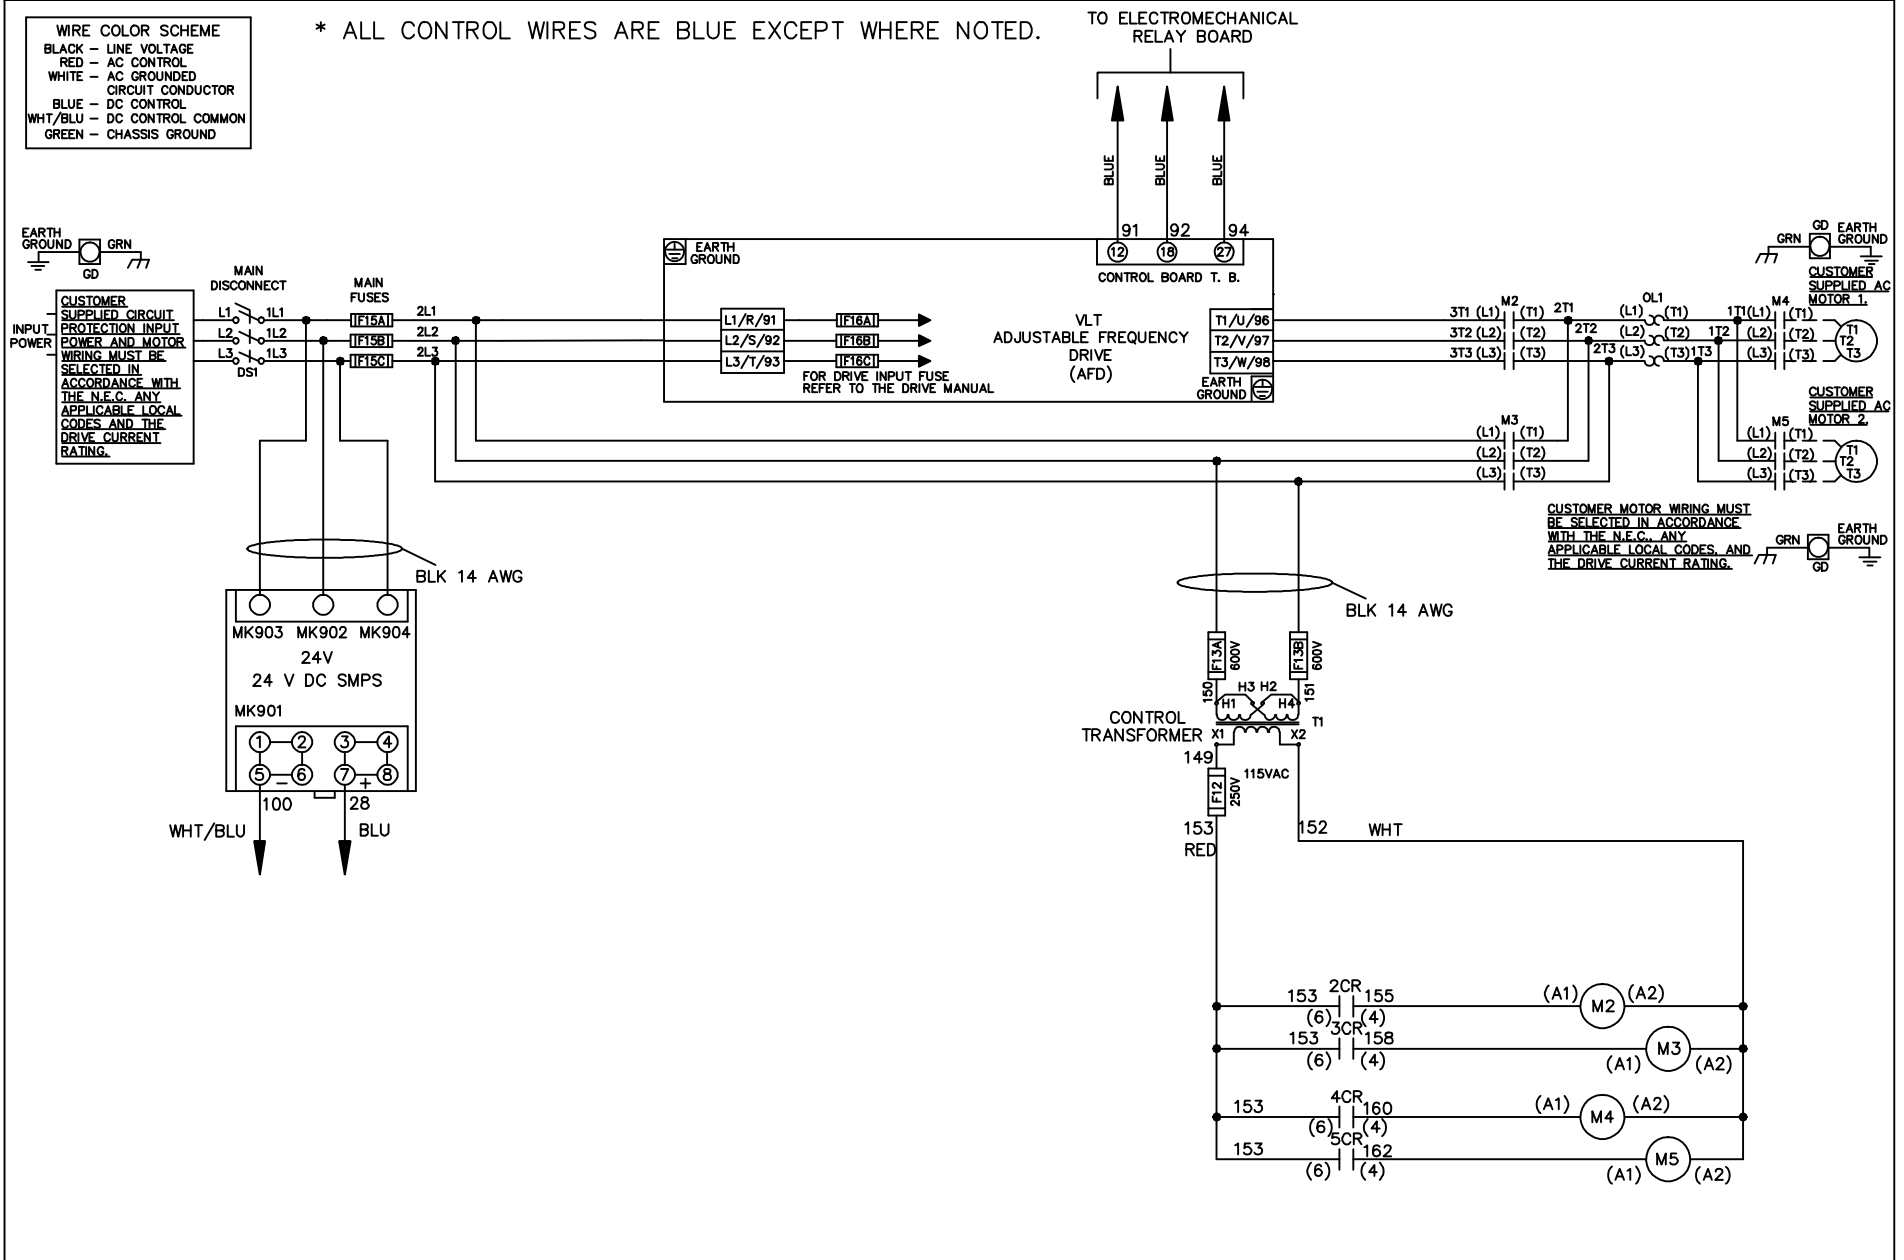 WIRE COLOR SCHEME
BLACK – LINE VOLTAGE
RED – AC CONTROL
WHITE – AC GROUNDED
CIRCUIT CONDUCTOR
BLUE – DC CONTROL
WHT/BLU – DC CONTROL COMMON
GREEN – CHASSIS GROUND
* ALL CONTROL WIRES ARE BLUE EXCEPT WHERE NOTED.
TO ELECTROMECHANICAL
RELAY BOARD
BLUE
BLUE
BLUE
91 92 94
12 18 27
CONTROL BOARD T. B.
EARTH
GROUND
GRN
GD
INPUT
POWER
CUSTOMER
SUPPLIED CIRCUIT
PROTECTION INPUT
POWER AND MOTOR
WIRING MUST BE
SELECTED IN
ACCORDANCE WITH
THE N.E.C. ANY
APPLICABLE LOCAL
CODES AND THE
DRIVE CURRENT
RATING.
MAIN
DISCONNECT
L1 1L1
L2 1L2
L3 1L3
DS1
MAIN
FUSES
F15A
F15B
F15C
2L1
2L2
2L3
EARTH
GROUND
L1/R/91
L2/S/92
L3/T/93
F16A
F16B
F16C
FOR DRIVE INPUT FUSE
REFER TO THE DRIVE MANUAL
VLT
ADJUSTABLE FREQUENCY
DRIVE
(AFD)
T1/U/96
T2/V/97
T3/W/98
EARTH
GROUND
M2
3T1 (L1) (T1) 2T1
3T2 (L2) (T2) 2T2
3T3 (L3) (T3) 2T3
OL1
(L1) (T1) 1T1
(L2) (T2) 1T2
(L3) (T3) 1T3
M4
(L1) (T1)
(L2) (T2)
(L3) (T3)
T1
T2
T3
GRN
GD
EARTH
GROUND
CUSTOMER
SUPPLIED AC
MOTOR 1.
M3
(L1) (T1)
(L2) (T2)
(L3) (T3)
CUSTOMER
SUPPLIED AC
MOTOR 2.
M5
(L1) (T1)
(L2) (T2)
(L3) (T3)
T1
T2
T3
CUSTOMER MOTOR WIRING MUST
BE SELECTED IN ACCORDANCE
WITH THE N.E.C., ANY
APPLICABLE LOCAL CODES, AND
THE DRIVE CURRENT RATING.
GRN
GD
EARTH
GROUND
BLK 14 AWG
MK903 MK902 MK904
24V
24 V DC SMPS
MK901
1 2 3 4
5 – 6 7 + 8
100 28
WHT/BLU BLU
BLK 14 AWG
F13A
600V
F13B
600V
150
151
H3 H2
H1 H4
T1
CONTROL
TRANSFORMER
X1 X2
149
115VAC
F12
250V
153
RED
152 WHT
2CR
153 155
(6) (4)
(A1) M2 (A2)
3CR
153 158
(6) (4)
(A1) M3 (A2)
4CR
153 160
(6) (4)
(A1) M4 (A2)
5CR
153 162
(6) (4)
(A1) M5 (A2)